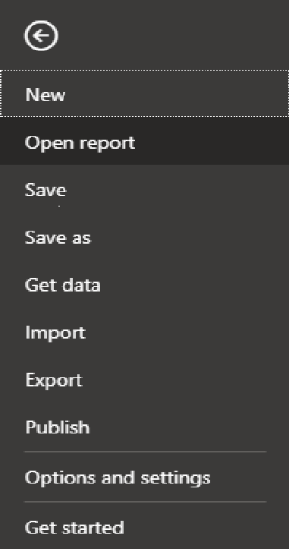 New
Open report
Save
Save as
Get data
Import
Export
Publish
Options and settings
Get started